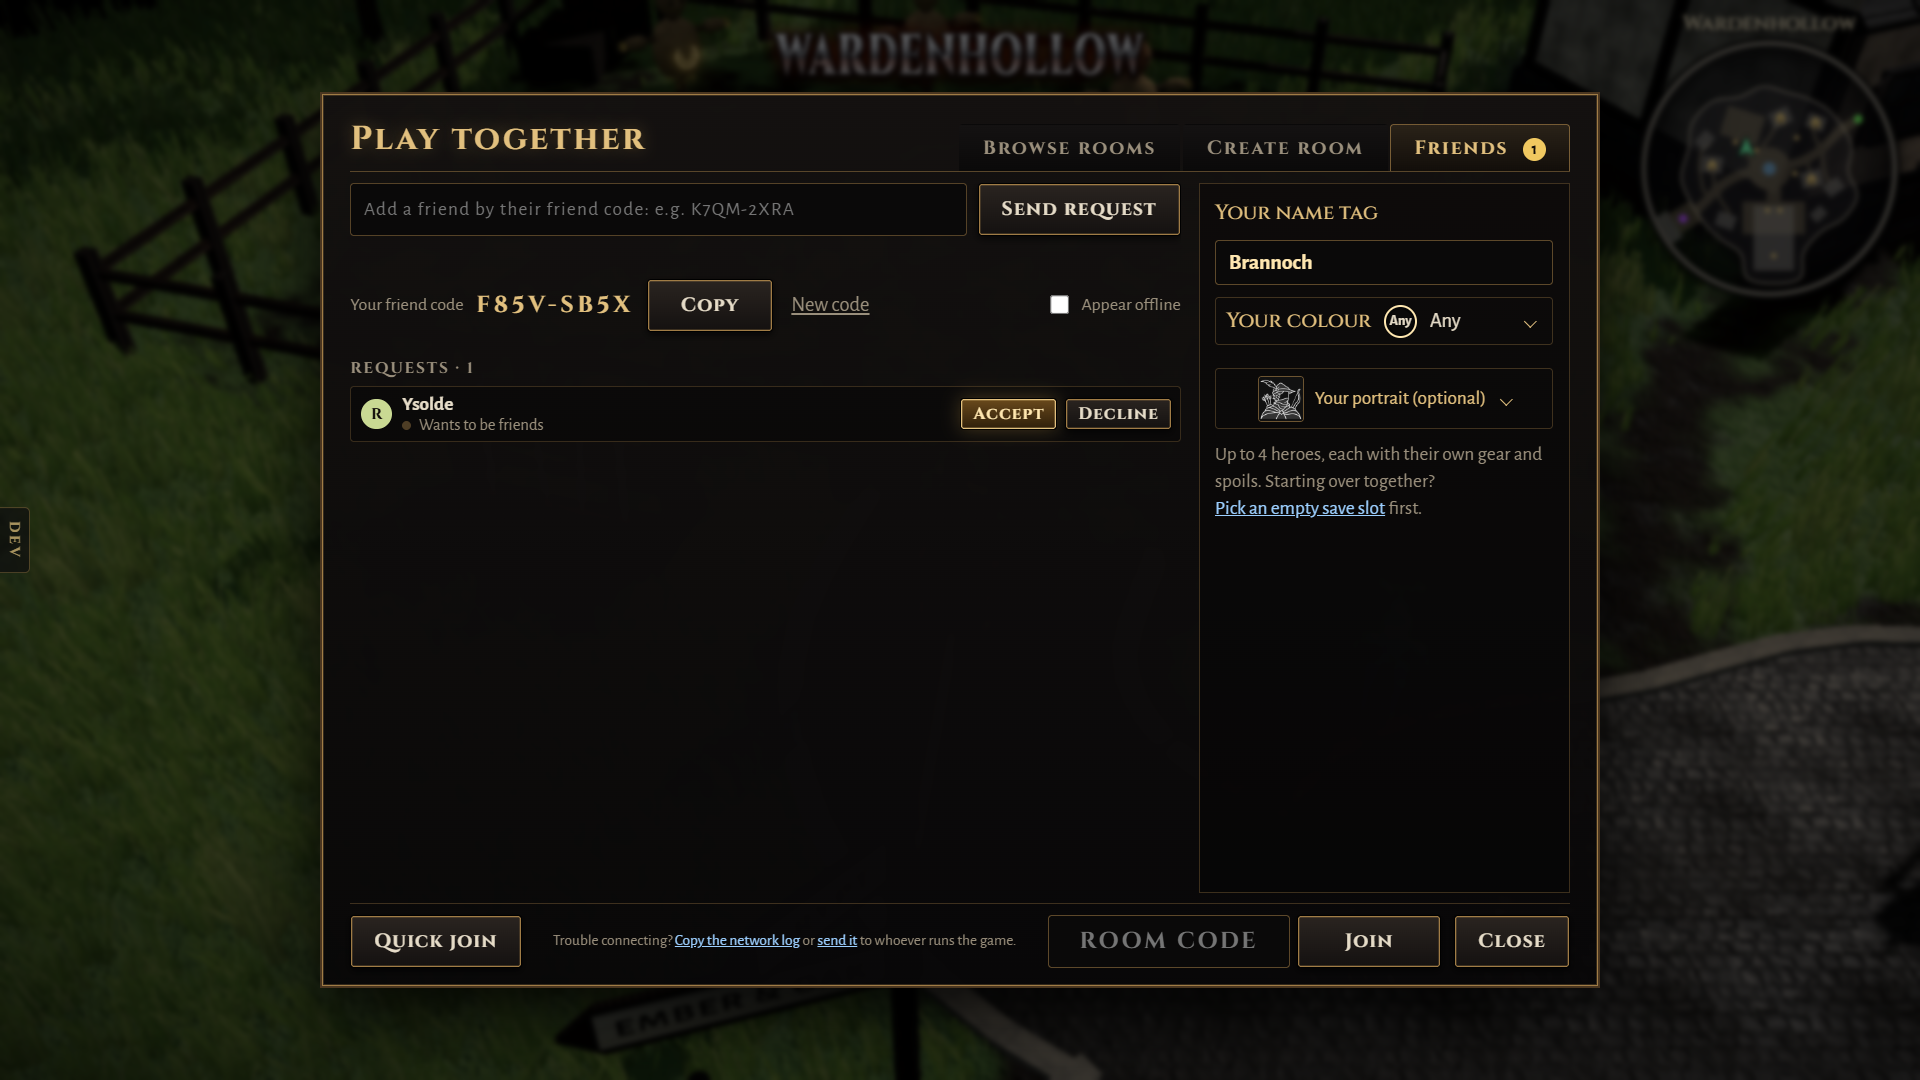 WARDENHOLLOW
WARDENHOLLOW
PLAY TOGETHER
BROWSE ROOMS
CREATE ROOM
FRIENDS 1
Add a friend by their friend code: e.g. K7QM-2XRA
SEND REQUEST
Your friend code F85V-SB5X COPY New code
Appear offline
REQUESTS · 1
R
Ysolde
Wants to be friends
ACCEPT
DECLINE
YOUR NAME TAG
Brannoch
YOUR COLOUR Any Any
Your portrait (optional)
Up to 4 heroes, each with their own gear and
spoils. Starting over together?
Pick an empty save slot first.
DEV
QUICK JOIN
Trouble connecting? Copy the network log or send it to whoever runs the game.
ROOM CODE
JOIN
CLOSE
EMBER